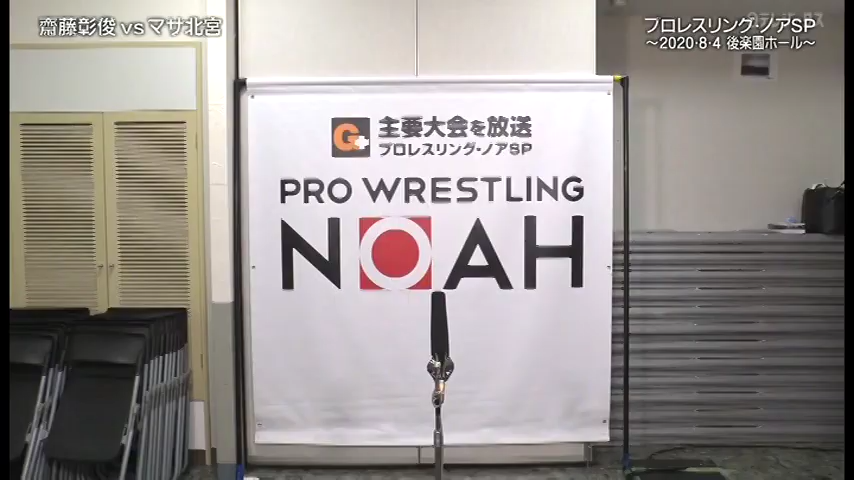 齋藤彰俊 vs マサ北宮
プロレスリング・ノアSP
～2020・8・4 後楽園ホール～
G+
主要大会を放送
プロレスリング・ノアSP
PRO WRESTLING
NOAH